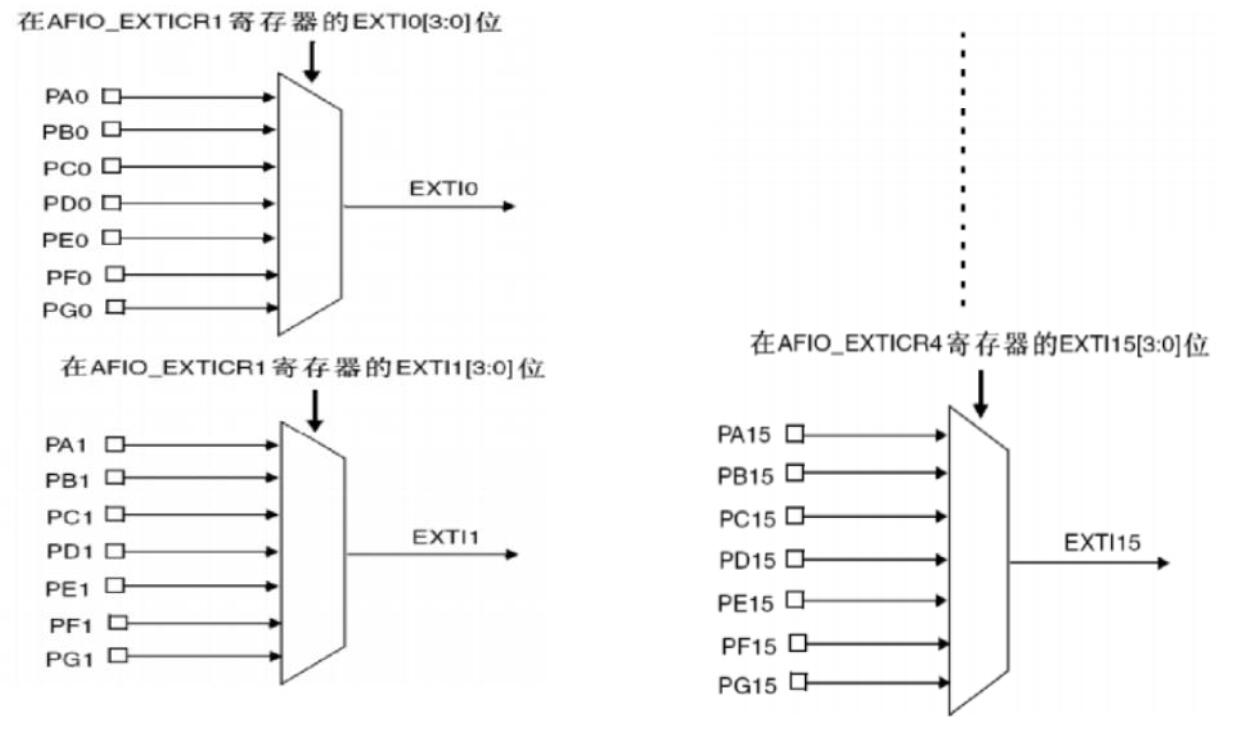 在AFIO_EXTICR1寄存器的EXTI0[3:0]位
PA0
PB0
PC0
PD0
PE0
PF0
PG0
EXTI0
在AFIO_EXTICR1寄存器的EXTI1[3:0]位
PA1
PB1
PC1
PD1
PE1
PF1
PG1
EXTI1
在AFIO_EXTICR4寄存器的EXTI15[3:0]位
PA15
PB15
PC15
PD15
PE15
PF15
PG15
EXTI15